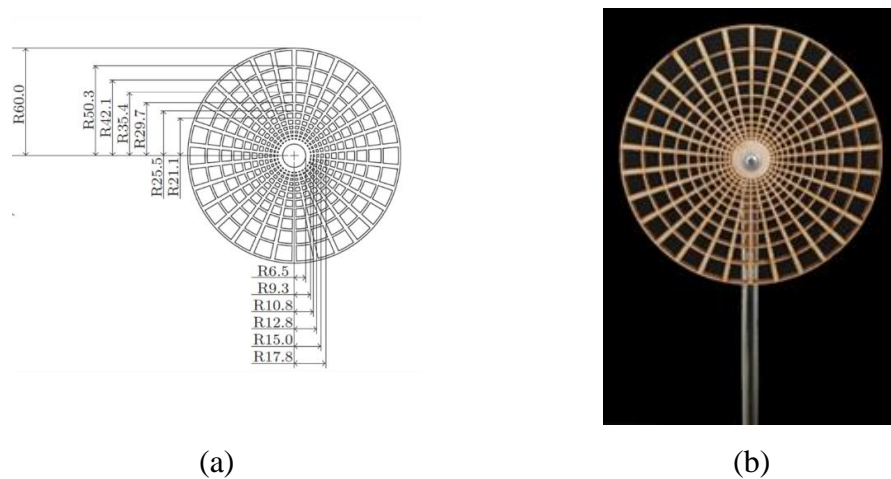 R60.0
R50.3
R42.1
R35.4
R29.7
R25.5
R21.1
R6.5
R9.3
R10.8
R12.8
R15.0
R17.8
(a)
(b)